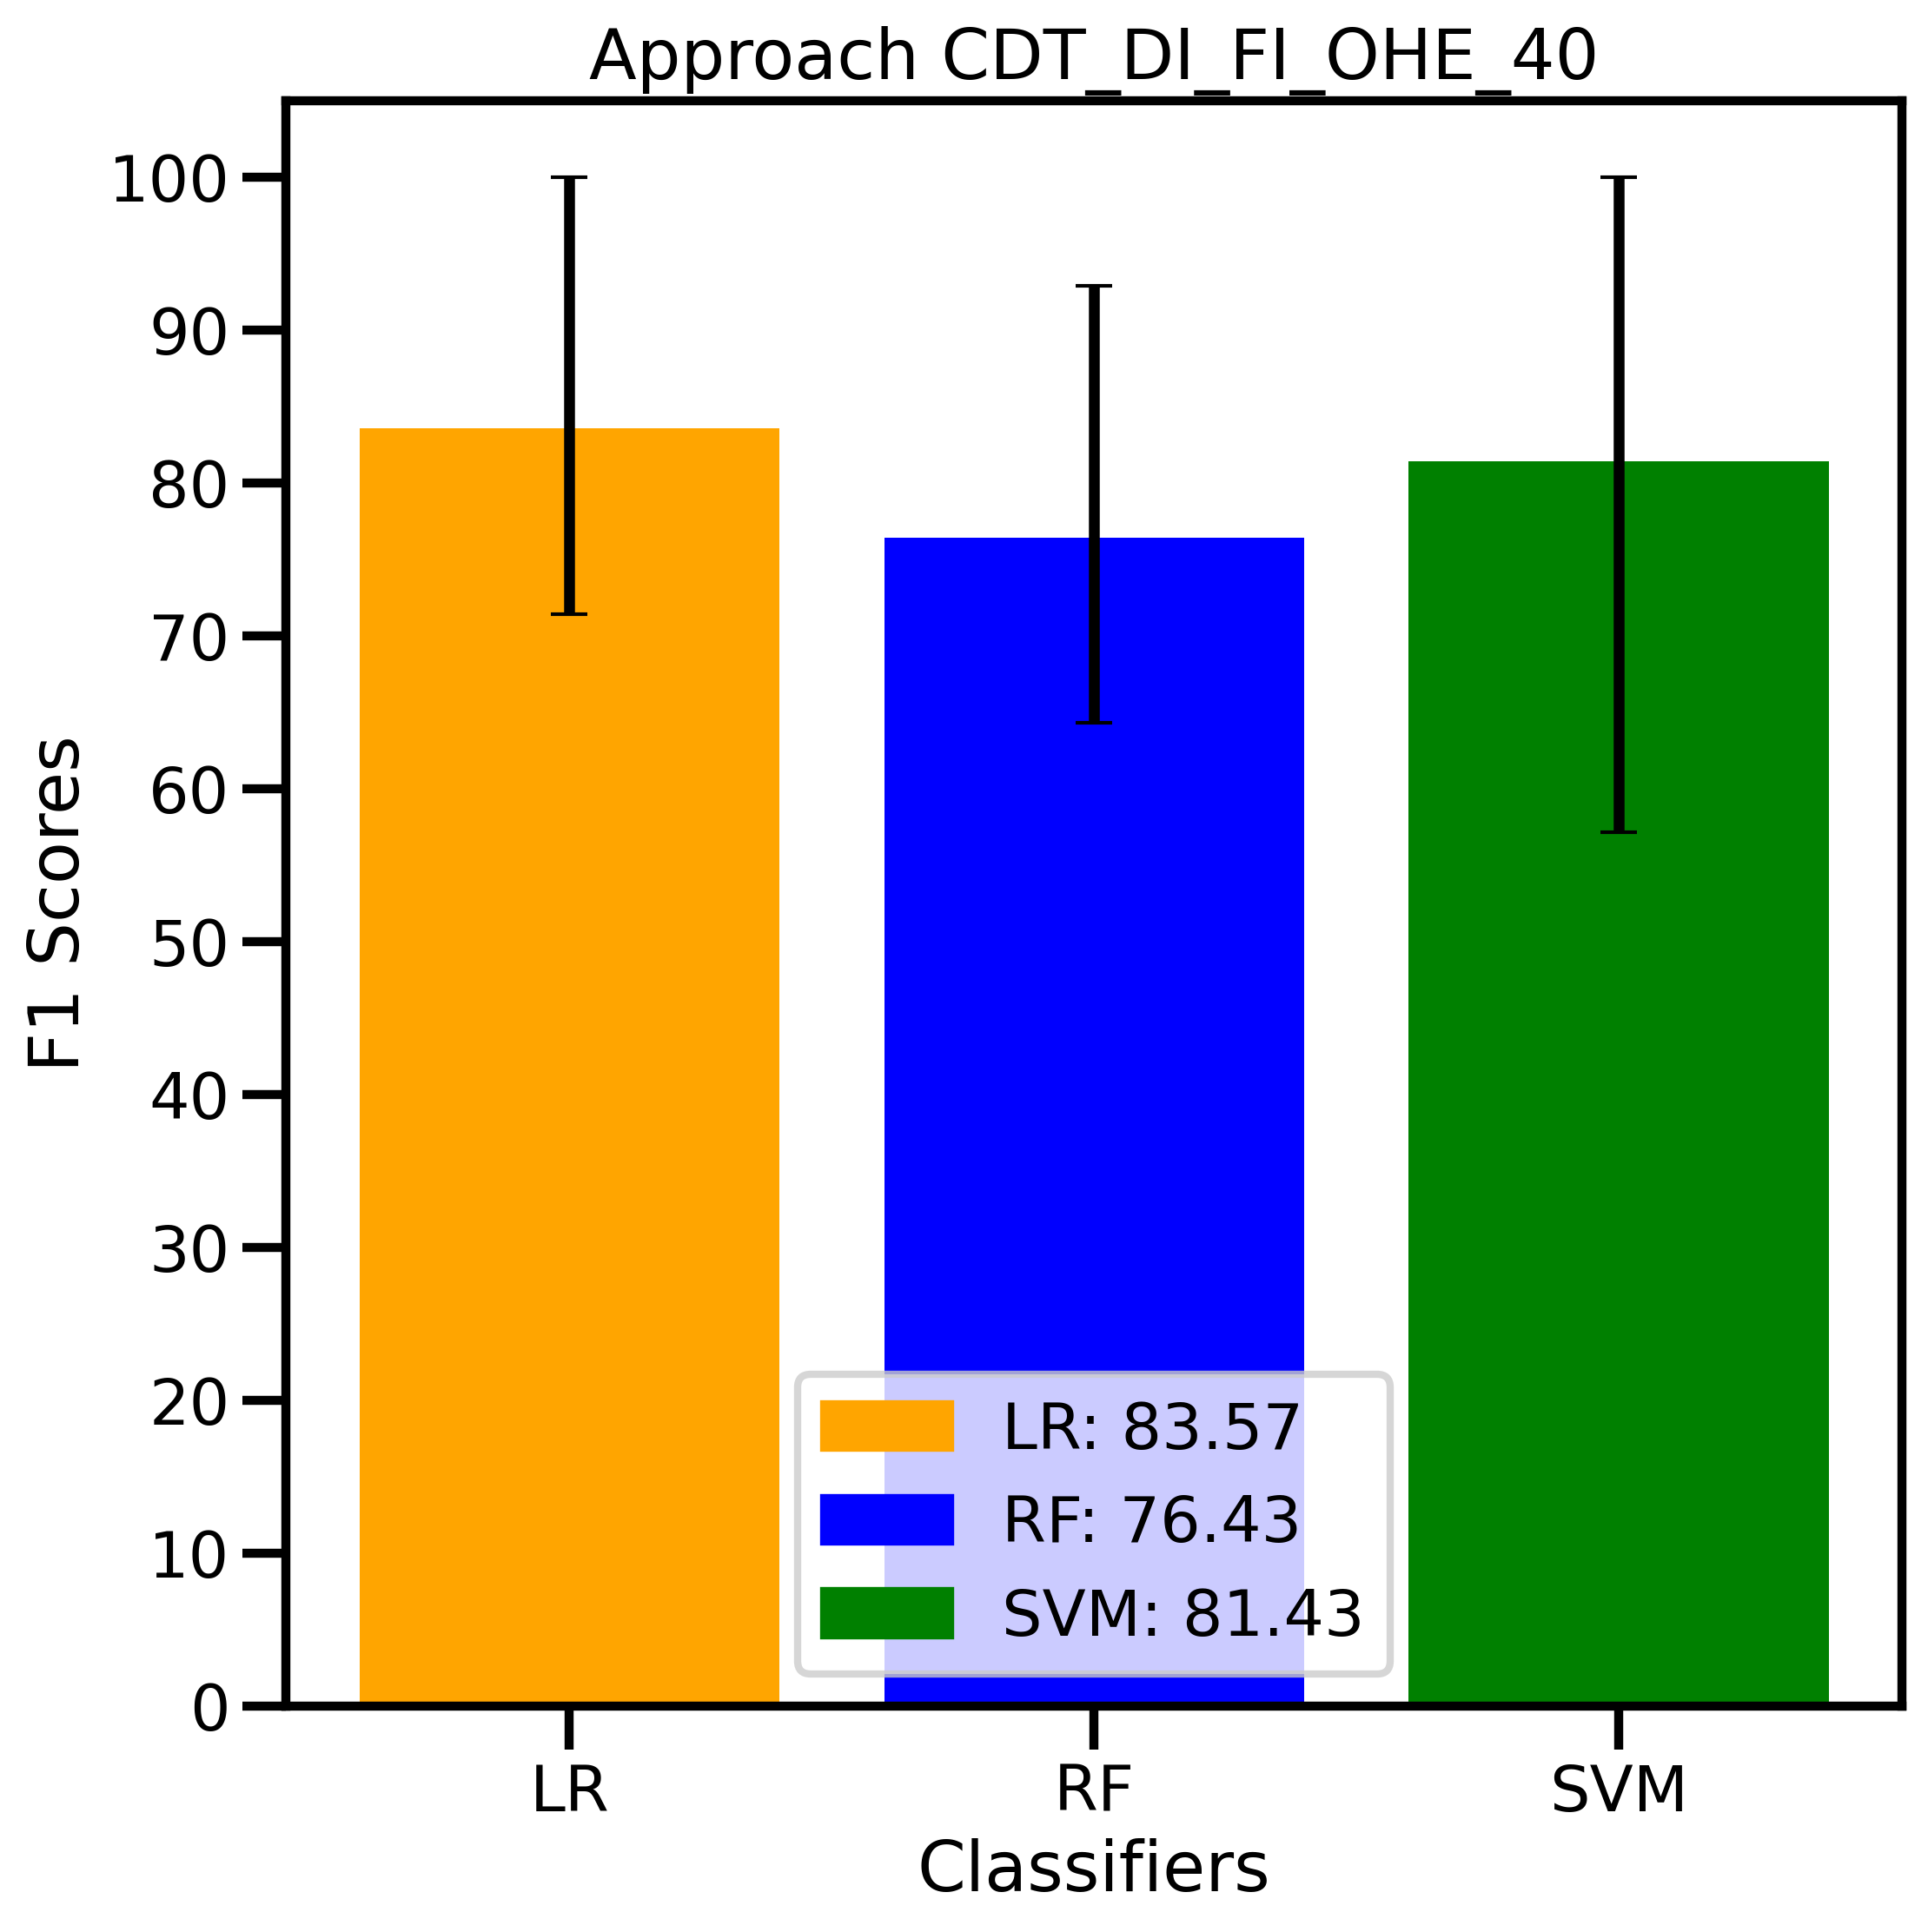 Approach CDT_DI_FI_OHE_40
F1 Scores
100
90
80
70
60
50
40
30
20
10
0
LR: 83.57
RF: 76.43
SVM: 81.43
LR
RF
SVM
Classifiers